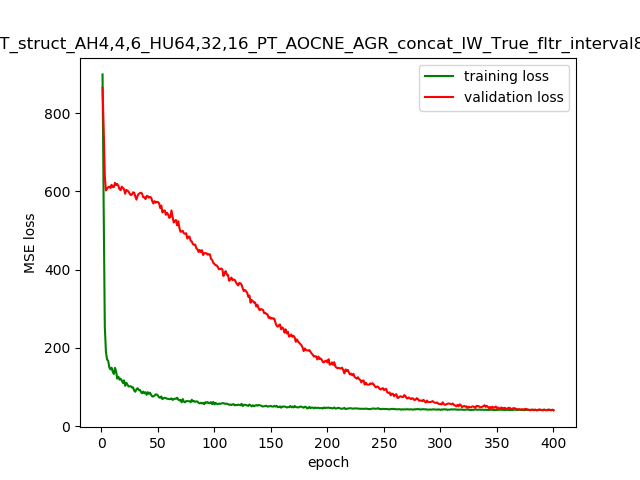 T_struct_AH4,4,6_HU64,32,16_PT_AOCNE_AGR_concat_IW_True_fltr_interval8
training loss
validation loss
MSE loss
800
600
400
200
0
0 50 100 150 200 250 300 350 400
epoch